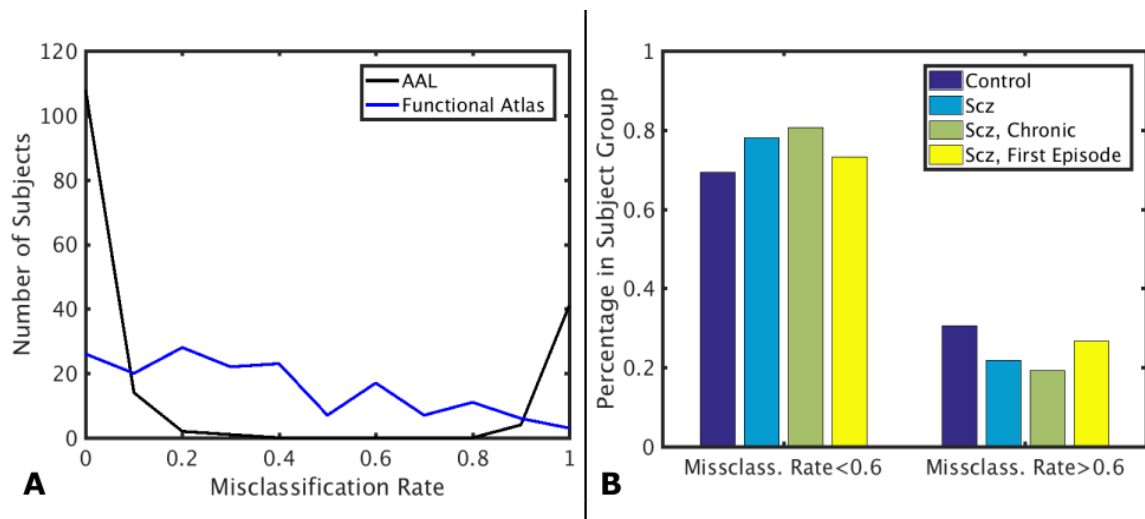 120
100
80
60
40
20
0
Number of Subjects
AAL
Functional Atlas
0
0.2
0.4
0.6
0.8
1
Misclassification Rate
A
1
0.8
0.6
0.4
0.2
0
Percentage in Subject Group
Control
Scz
Scz, Chronic
Scz, First Episode
Missclass. Rate<0.6
Missclass. Rate>0.6
B